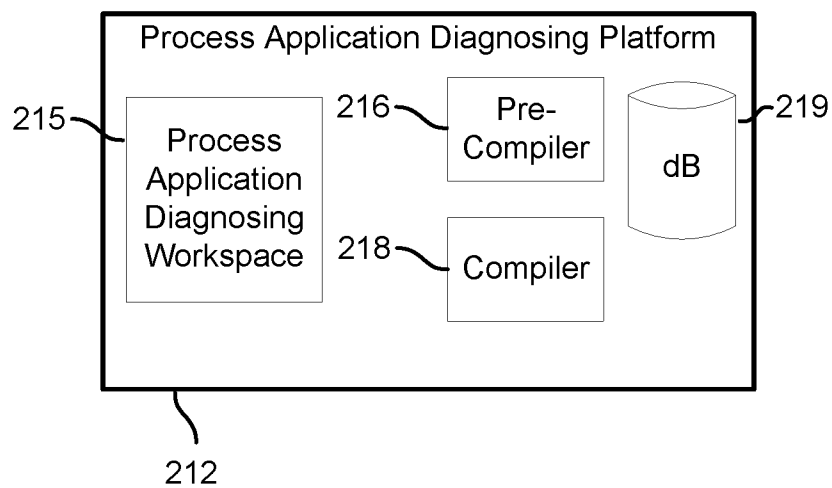 Process Application Diagnosing Platform
215
Process
Application
Diagnosing
Workspace
216
Pre-
Compiler
219
dB
218
Compiler
212